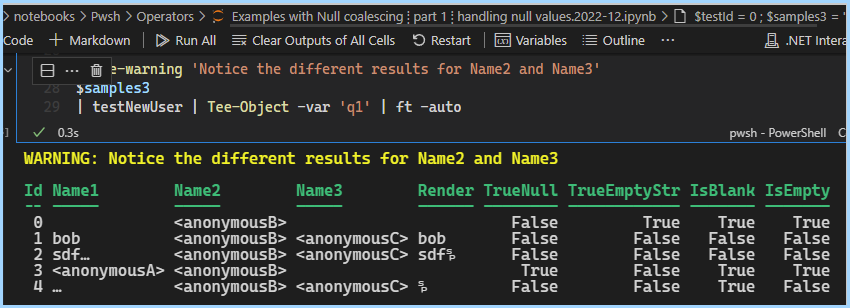 > notebooks > Pwsh > Operators > Examples with Null coalescing ┊ part 1 ┊ handling null values.2022-12.ipynb > $testId = 0 ; $samples3 = '
Code + Markdown Run All Clear Outputs of All Cells Restart Variables Outline ... .NET Intera
e-warning 'Notice the different results for Name2 and Name3'
28 $samples3
29 | testNewUser | Tee-Object -var 'q1' | ft -auto
✓ 0.3s pwsh - PowerShell C
WARNING: Notice the different results for Name2 and Name3
Id Name1 Name2 Name3 Render TrueNull TrueEmptyStr IsBlank IsEmpty
-- ----- ----- ----- ------ -------- ------------ ------- -------
0 <anonymousB> False True True True
1 bob <anonymousB> <anonymousC> bob False False False False
2 sdf… <anonymousB> <anonymousC> sdf␠ False False False False
3 <anonymousA> <anonymousB> True False True True
4 … <anonymousB> <anonymousC> ␠ False False True False